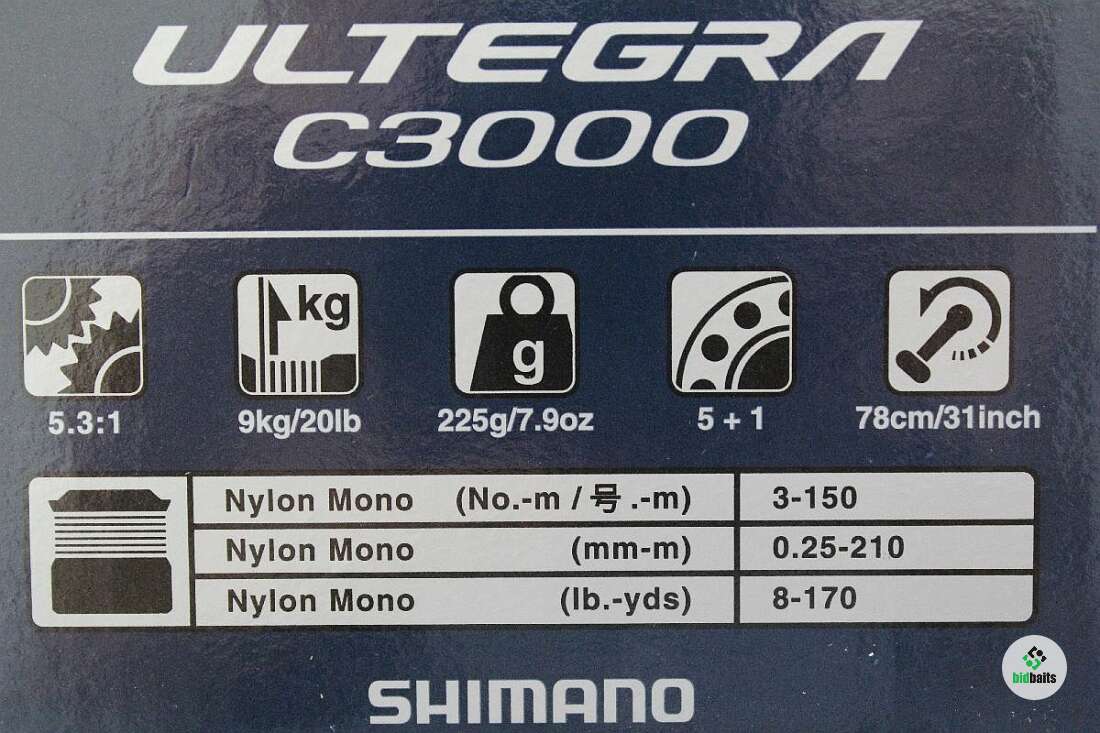 ULTEGRA
C3000
kg
g
5.3:1
9kg/20lb
225g/7.9oz
5 + 1
78cm/31inch
Nylon Mono (No.-m / 号 .-m) 3-150
Nylon Mono (mm-m) 0.25-210
Nylon Mono (lb.-yds) 8-170
SHIMANO
bidbaits